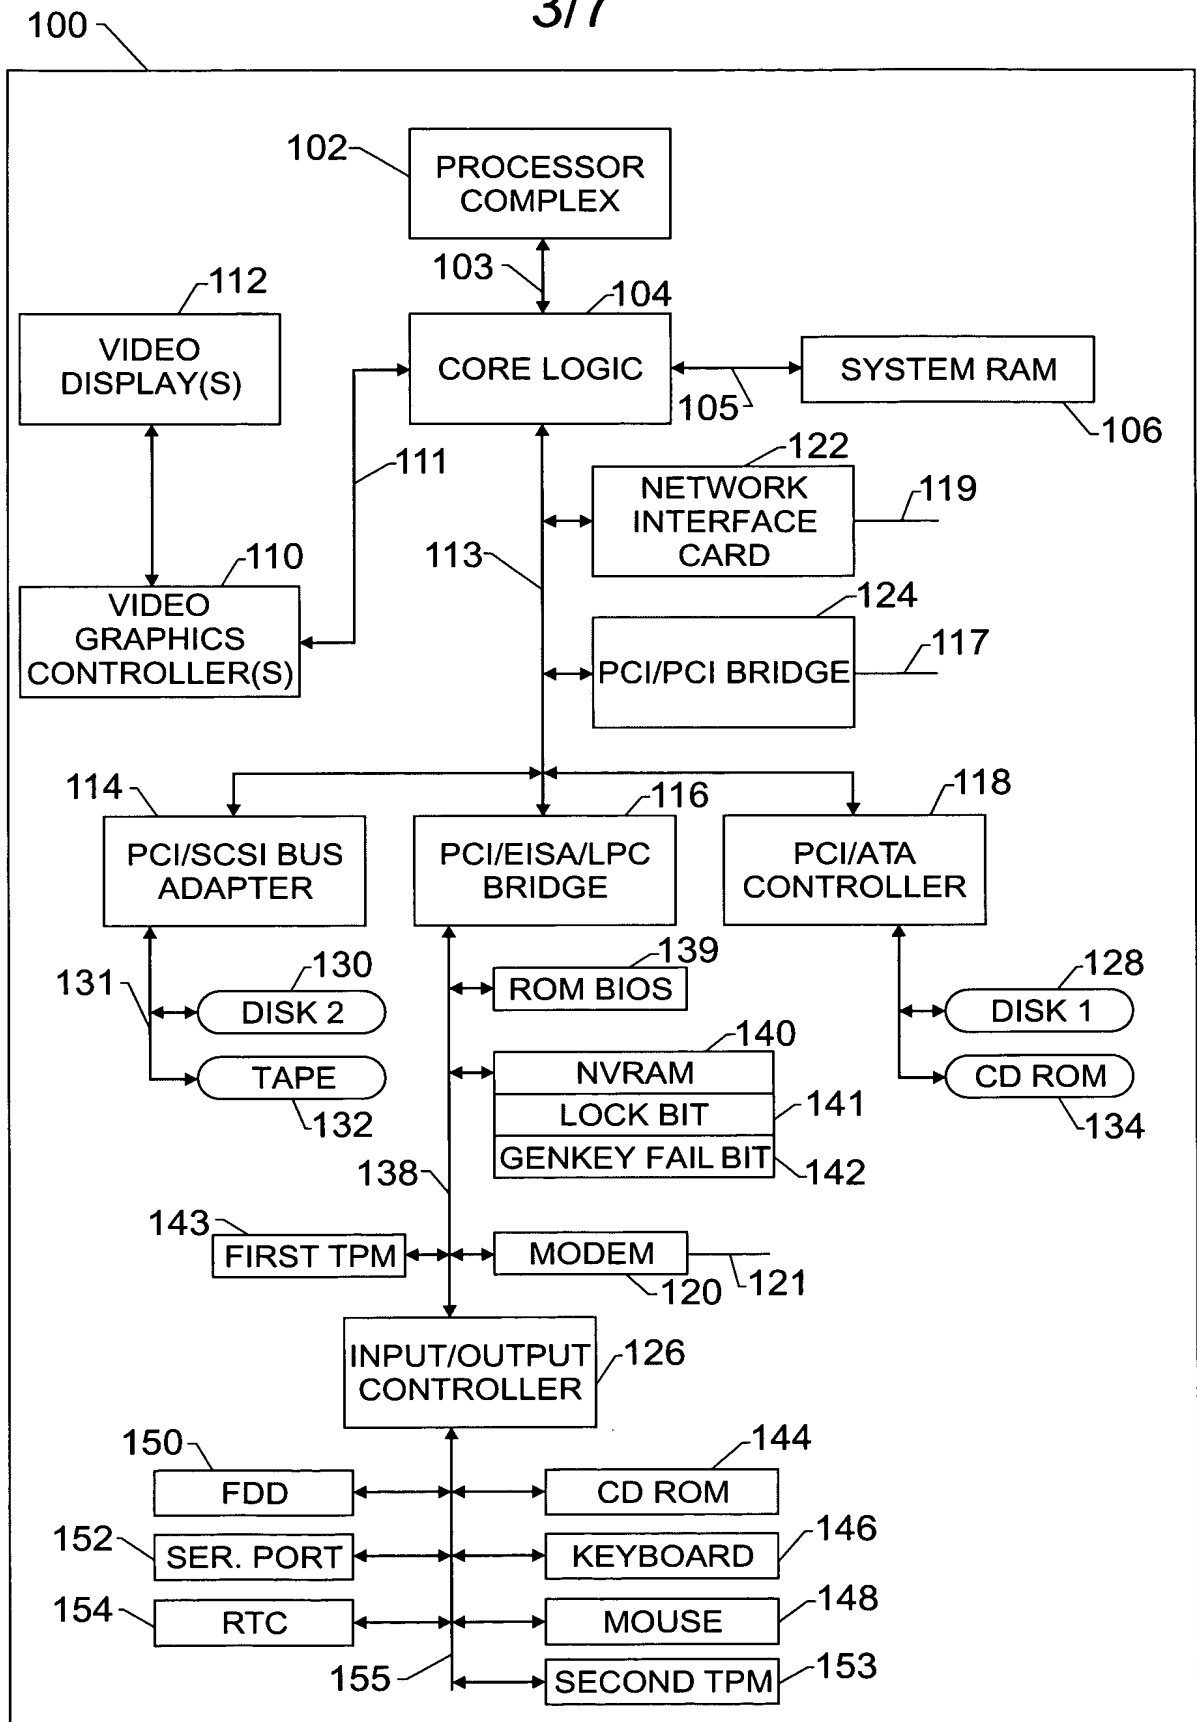 3/7
100
102
PROCESSOR
COMPLEX
103
112
104
VIDEO
DISPLAY(S)
CORE LOGIC
SYSTEM RAM
105
106
111
122
NETWORK
INTERFACE
CARD
119
113
110
VIDEO
GRAPHICS
CONTROLLER(S)
124
PCI/PCI BRIDGE
117
114
116
118
PCI/SCSI BUS
ADAPTER
PCI/EISA/LPC
BRIDGE
PCI/ATA
CONTROLLER
131
130
DISK 2
139
ROM BIOS
128
DISK 1
TAPE
132
140
NVRAM
LOCK BIT
141
GENKEY FAIL BIT
142
CD ROM
134
138
143
FIRST TPM
MODEM
120
121
INPUT/OUTPUT
CONTROLLER
126
150
FDD
144
CD ROM
152
SER. PORT
KEYBOARD
146
154
RTC
MOUSE
148
155
SECOND TPM
153